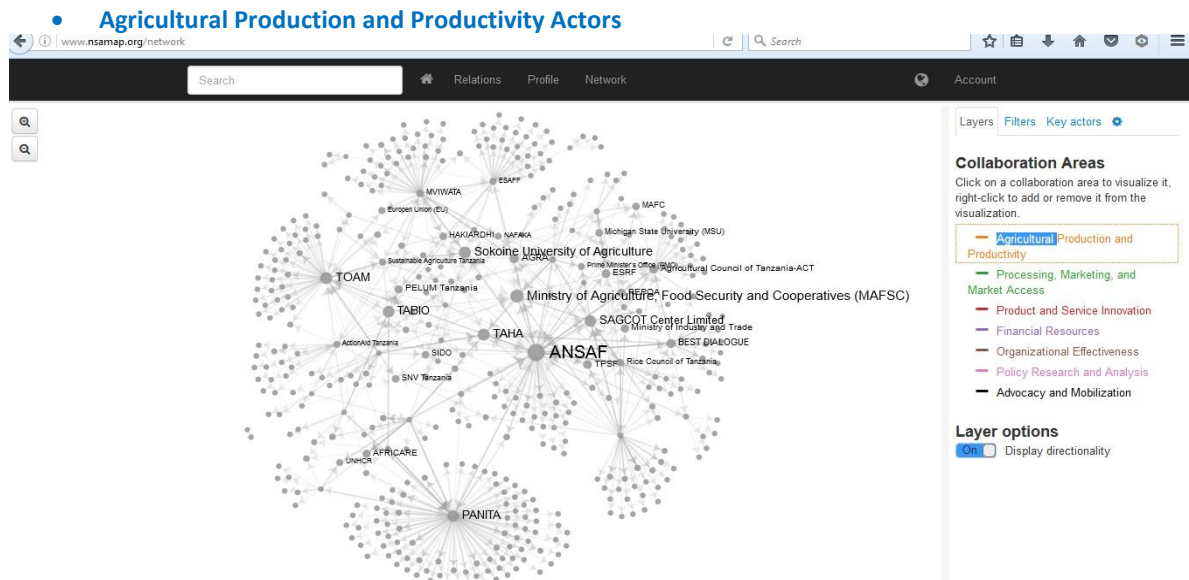 • Agricultural Production and Productivity Actors
www.nsamap.org/network
Search
Search
Relations
Profile
Network
Account
Layers
Filters
Key actors
Collaboration Areas
Click on a collaboration area to visualize it,
right-click to add or remove it from the
visualization.
Agricultural Production and
Productivity
Processing, Marketing, and
Market Access
Product and Service Innovation
Financial Resources
Organizational Effectiveness
Policy Research and Analysis
Advocacy and Mobilization
Layer options
On
Display directionality
ESAFF
MVIWATA
MAFC
Europen Union (EU)
Michigan State University (MSU)
HAKIARDHI
NAFAKA
Sokoine University of Agriculture
AGRA
Sustainable Agriculture Tanzania
Prime Minister's Office (PMO)
ESRF
Agricultural Council of Tanzania-ACT
TOAM
PELUM Tanzania
REPOA
Ministry of Agriculture, Food Security and Cooperatives (MAFSC)
TABIO
SAGCOT Center Limited
Ministry of Industry and Trade
TAHA
ActionAid Tanzania
BEST DIALOGUE
SIDO
ANSAF
TPSF
Rice Council of Tanzania
SNV Tanzania
AFRICARE
UNHCR
PANITA